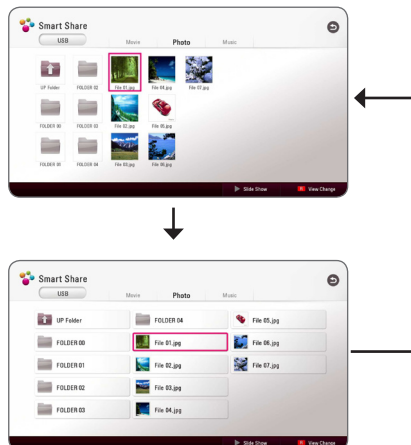 Smart Share
USB Movie Photo Music
UP Folder FOLDER 02 File 01.jpg File 04.jpg File 07.jpg
FOLDER 00 FOLDER 03 File 02.jpg File 05.jpg
FOLDER 01 FOLDER 04 File 03.jpg File 06.jpg
Slide Show R View Change
Smart Share
USB Movie Photo Music
UP Folder FOLDER 04 File 05.jpg
FOLDER 00 File 01.jpg File 06.jpg
FOLDER 01 File 02.jpg File 07.jpg
FOLDER 02 File 03.jpg
FOLDER 03 File 04.jpg
Slide Show R View Change